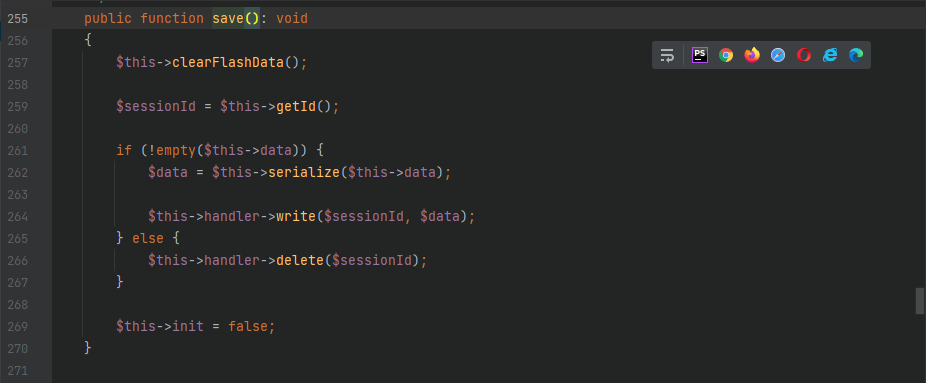 255 public function save(): void
256 {
257 $this->clearFlashData();
258
259 $sessionId = $this->getId();
260
261 if (!empty($this->data)) {
262 $data = $this->serialize($this->data);
263
264 $this->handler->write($sessionId, $data);
265 } else {
266 $this->handler->delete($sessionId);
267 }
268
269 $this->init = false;
270 }
271
PS